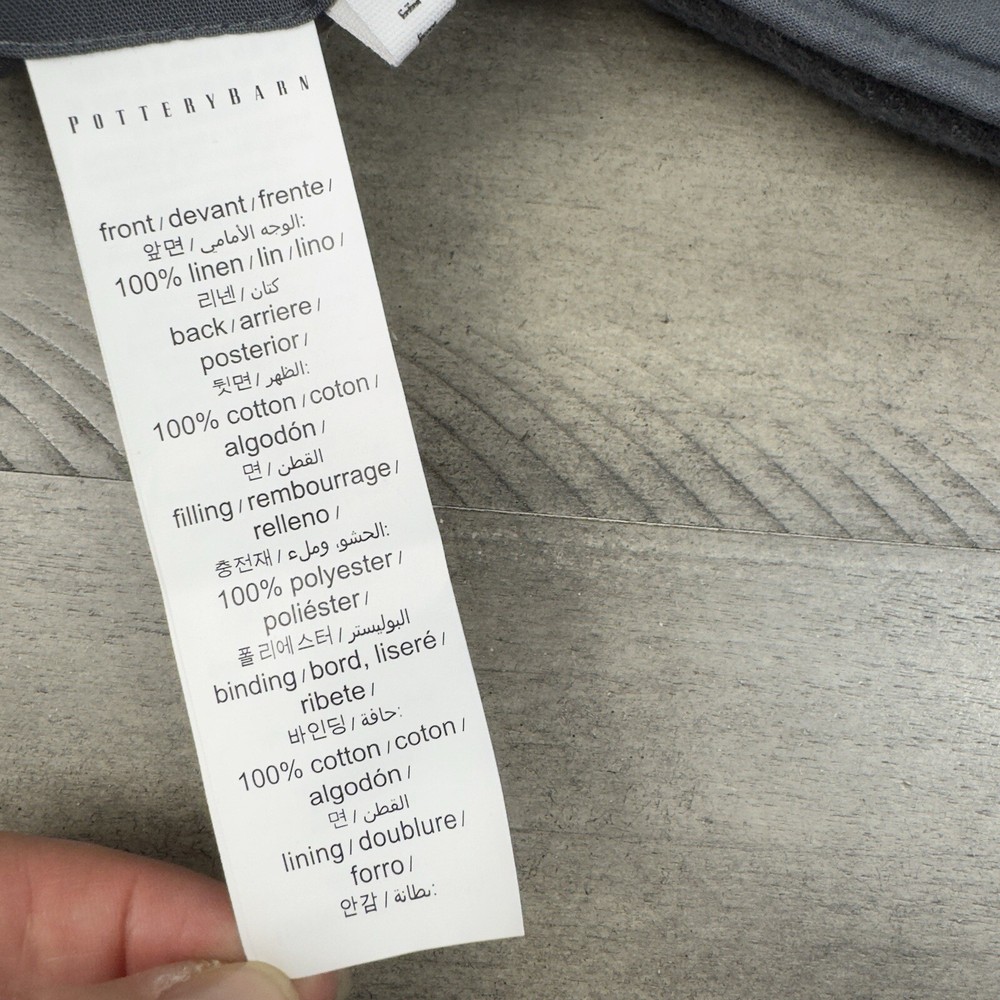 POTTERYBARN
front / devant / frente /
앞면 / الوجه الأمامي:
100% linen / lin / lino /
리넨 / كتان
back / arriere /
posterior /
뒷면 / الظهر:
100% cotton / coton /
algodón /
면 / القطن
filling / rembourrage /
relleno /
충전재 / الحشو، وملء:
100% polyester /
poliéster /
폴리에스터 / البوليستر
binding / bord, liseré /
ribete /
바인딩 / حافة:
100% cotton / coton /
algodón /
면 / القطن
lining / doublure /
forro /
안감 / بطانة: